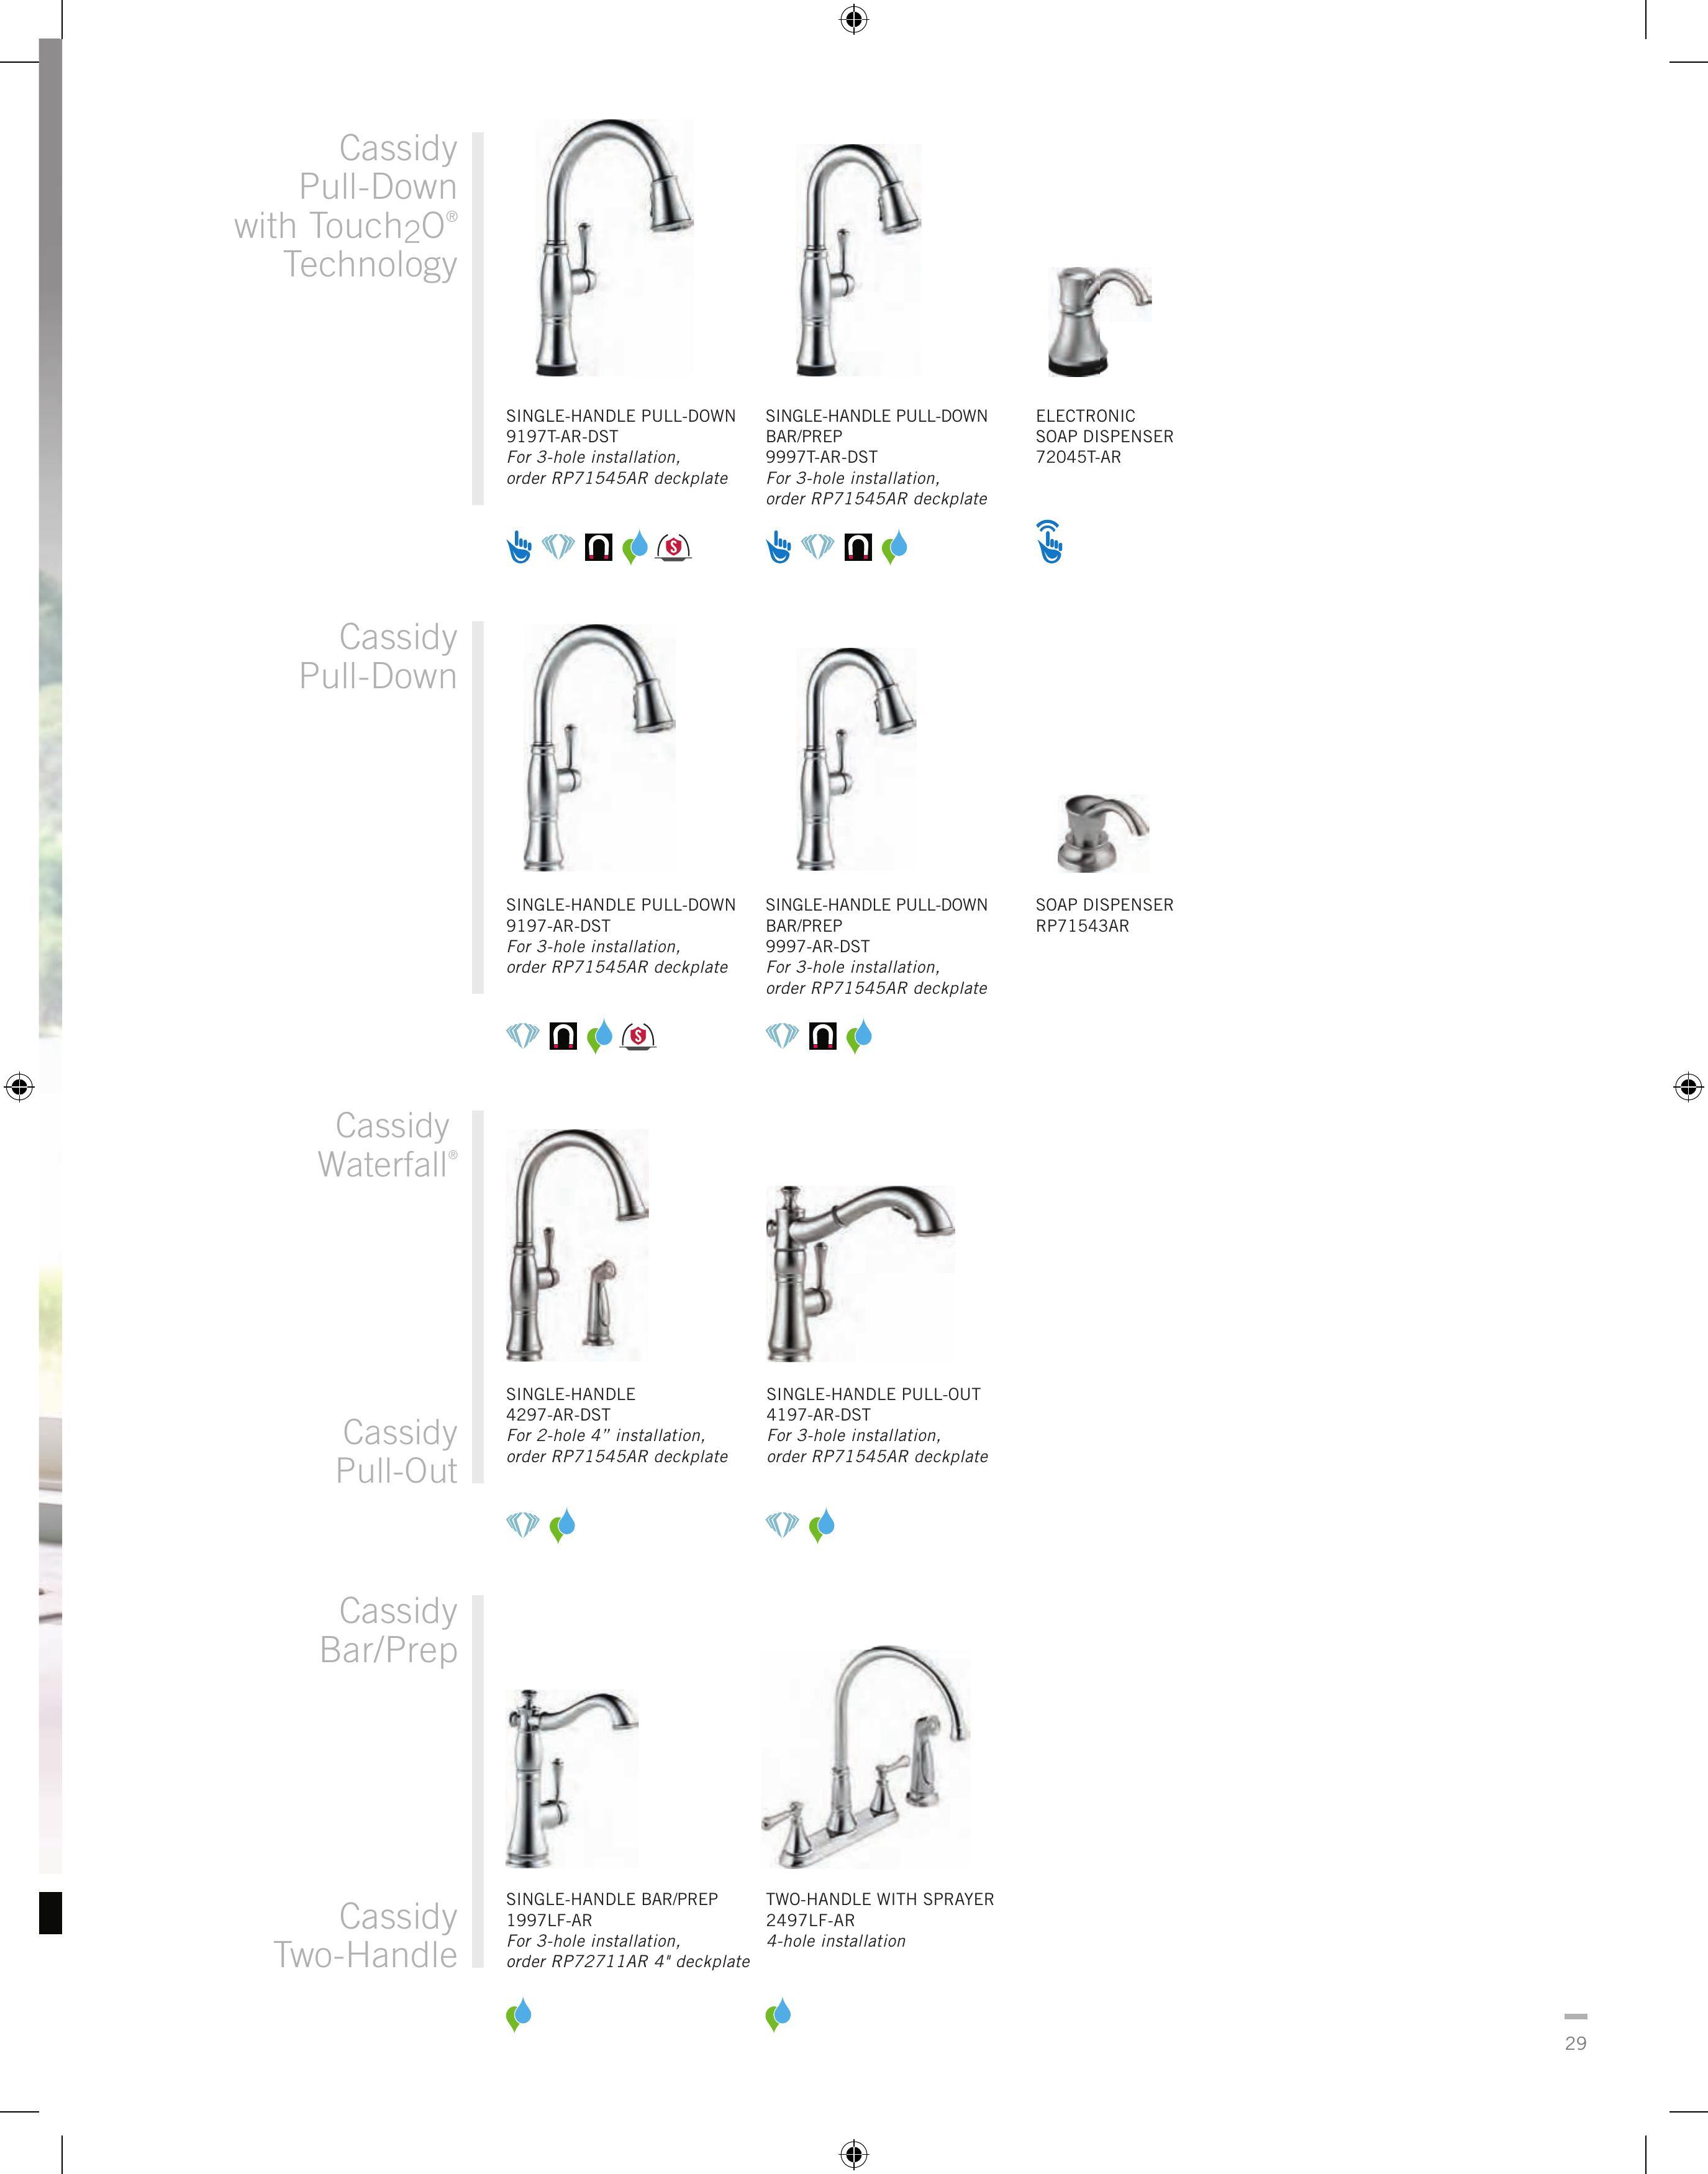 Cassidy
Pull-Down
with Touch2O®
Technology
SINGLE-HANDLE PULL-DOWN
9197T-AR-DST
For 3-hole installation,
order RP71545AR deckplate
SINGLE-HANDLE PULL-DOWN
BAR/PREP
9997T-AR-DST
For 3-hole installation,
order RP71545AR deckplate
ELECTRONIC
SOAP DISPENSER
72045T-AR
Cassidy
Pull-Down
SINGLE-HANDLE PULL-DOWN
9197-AR-DST
For 3-hole installation,
order RP71545AR deckplate
SINGLE-HANDLE PULL-DOWN
BAR/PREP
9997-AR-DST
For 3-hole installation,
order RP71545AR deckplate
SOAP DISPENSER
RP71543AR
Cassidy
Waterfall®
SINGLE-HANDLE
4297-AR-DST
For 2-hole 4” installation,
order RP71545AR deckplate
Cassidy
Pull-Out
SINGLE-HANDLE PULL-OUT
4197-AR-DST
For 3-hole installation,
order RP71545AR deckplate
Cassidy
Bar/Prep
SINGLE-HANDLE BAR/PREP
1997LF-AR
For 3-hole installation,
order RP72711AR 4" deckplate
Cassidy
Two-Handle
TWO-HANDLE WITH SPRAYER
2497LF-AR
4-hole installation
29